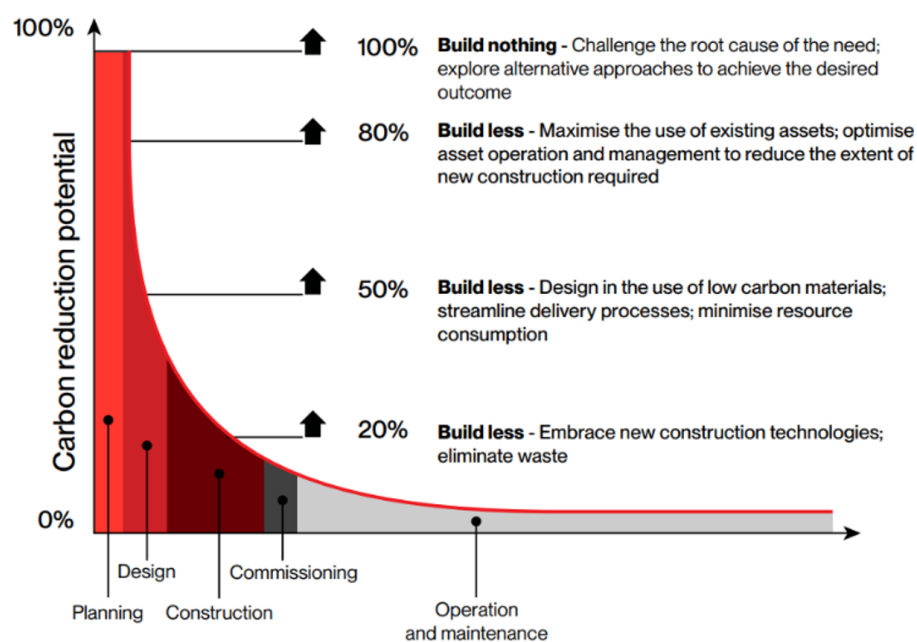 100%
Carbon reduction potential
0%
100%
Build nothing - Challenge the root cause of the need;
explore alternative approaches to achieve the desired
outcome
80%
Build less - Maximise the use of existing assets; optimise
asset operation and management to reduce the extent of
new construction required
50%
Build less - Design in the use of low carbon materials;
streamline delivery processes; minimise resource
consumption
20%
Build less - Embrace new construction technologies;
eliminate waste
Planning
Design
Construction
Commissioning
Operation
and maintenance